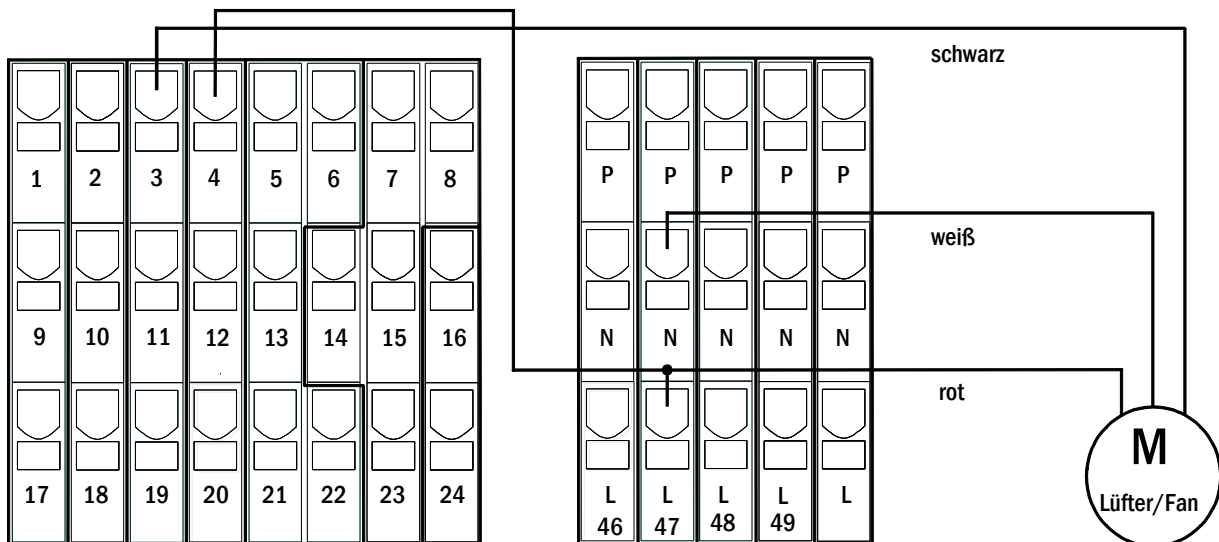 schwarz
1 2 3 4 5 6 7 8
P P P P P
weiß
9 10 11 12 13 14 15 16
N N N N N
rot
M
Lüfter/Fan
17 18 19 20 21 22 23 24
L L L L L
46 47 48 49